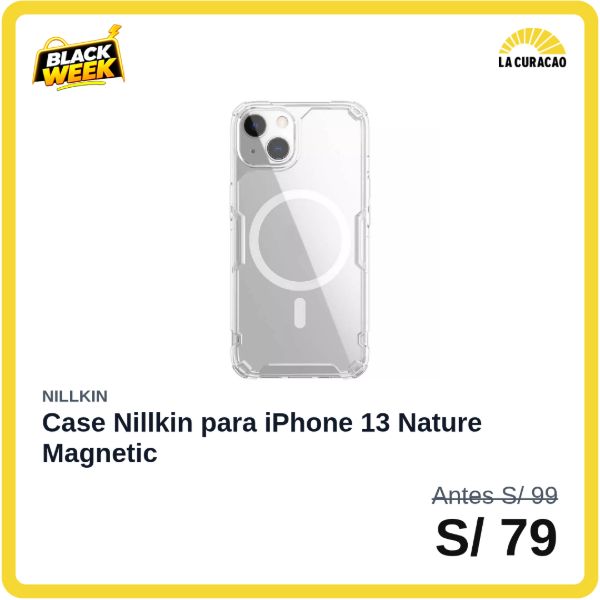 BLACK
WEEK
LA CURACAO
NILLKIN
Case Nillkin para iPhone 13 Nature
Magnetic
Antes S/ 99
S/ 79